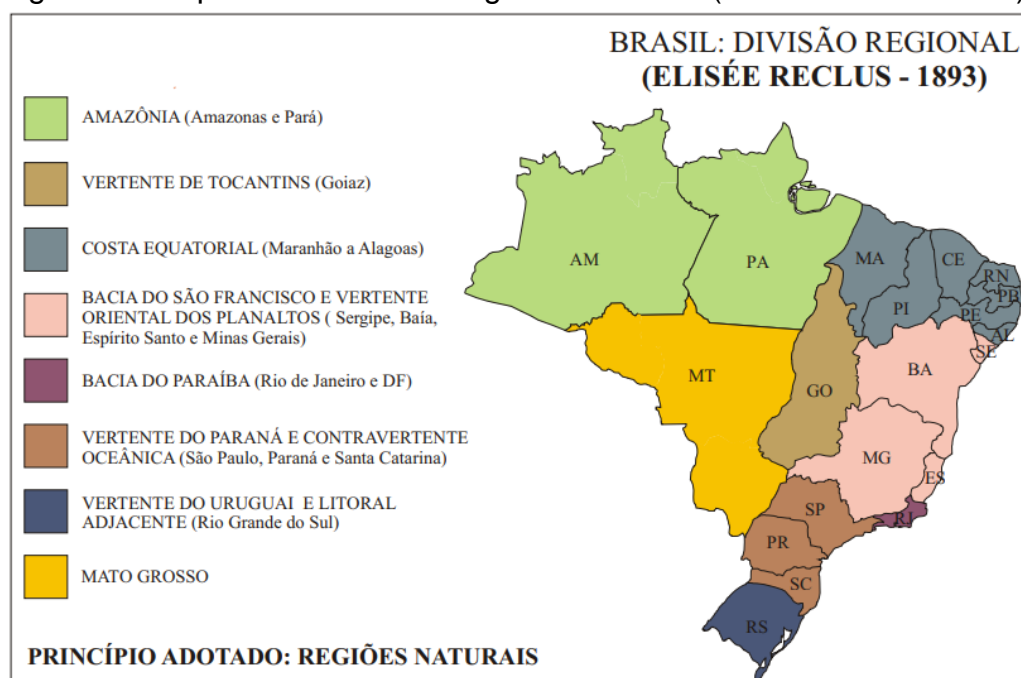 BRASIL: DIVISÃO REGIONAL
(ELISÉE RECLUS - 1893)
AMAZÔNIA (Amazonas e Pará)
VERTENTE DE TOCANTINS (Goiaz)
COSTA EQUATORIAL (Maranhão a Alagoas)
BACIA DO SÃO FRANCISCO E VERTENTE
ORIENTAL DOS PLANALTOS ( Sergipe, Baía,
Espírito Santo e Minas Gerais)
BACIA DO PARAÍBA (Rio de Janeiro e DF)
VERTENTE DO PARANÁ E CONTRAVERTENTE
OCEÂNICA (São Paulo, Paraná e Santa Catarina)
VERTENTE DO URUGUAI E LITORAL
ADJACENTE (Rio Grande do Sul)
MATO GROSSO
PRINCÍPIO ADOTADO: REGIÕES NATURAIS
AM
PA
MA
CE
RN
PB
PI
PE
AL
SE
BA
MT
GO
MG
ES
SP
RJ
PR
SC
RS